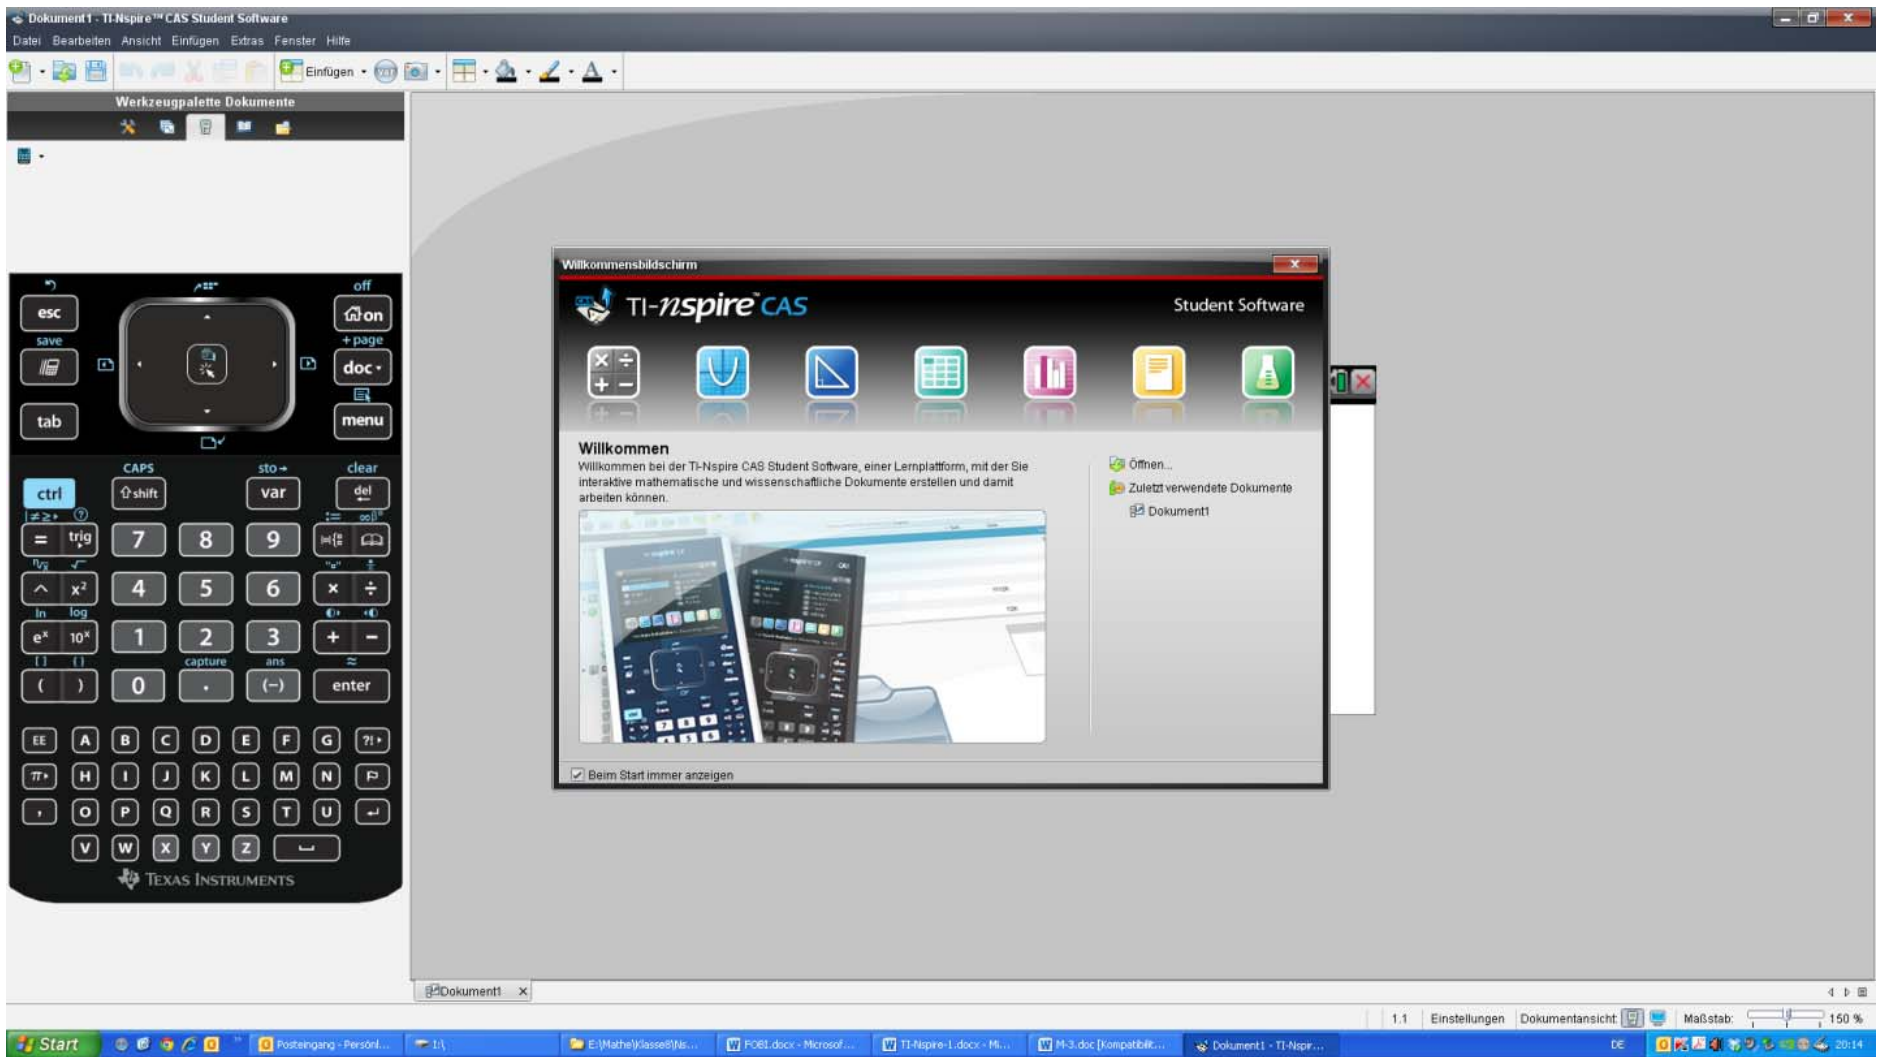 Dokument1 - TI-Nspire™ CAS Student Software
Datei Bearbeiten Ansicht Einfügen Extras Fenster Hilfe
Einfügen
Werkzeugpalette Dokumente
Willkommensbildschirm
TI-nspire™ CAS
Student Software
Willkommen
Willkommen bei der TI-Nspire CAS Student Software, einer Lernplattform, mit der Sie
interaktive mathematische und wissenschaftliche Dokumente erstellen und damit
arbeiten können.
Öffnen...
Zuletzt verwendete Dokumente
Dokument1
Beim Start immer anzeigen
off
esc
on
save
+page
doc
tab
menu
CAPS
sto→
clear
ctrl
shift
var
del
= trig 7 8 9
^ x² 4 5 6 × ÷
ln log
eˣ 10ˣ 1 2 3 + −
[] {} capture ans ≈
( ) 0 . (−) enter
EE A B C D E F G ?!▸
π▸ H I J K L M N
, O P Q R S T U
V W X Y Z
TEXAS INSTRUMENTS
Dokument1
1.1 Einstellungen Dokumentansicht: Maßstab: 150 %
Start
Posteingang - Persönl...
I:\
E:\Mathe\Klasse8\Ns...
FOBI.docx - Microsof...
TI-Nspire-1.docx - Mi...
M-3.doc [Kompatibilit...
Dokument1 - TI-Nspir...
DE
20:14